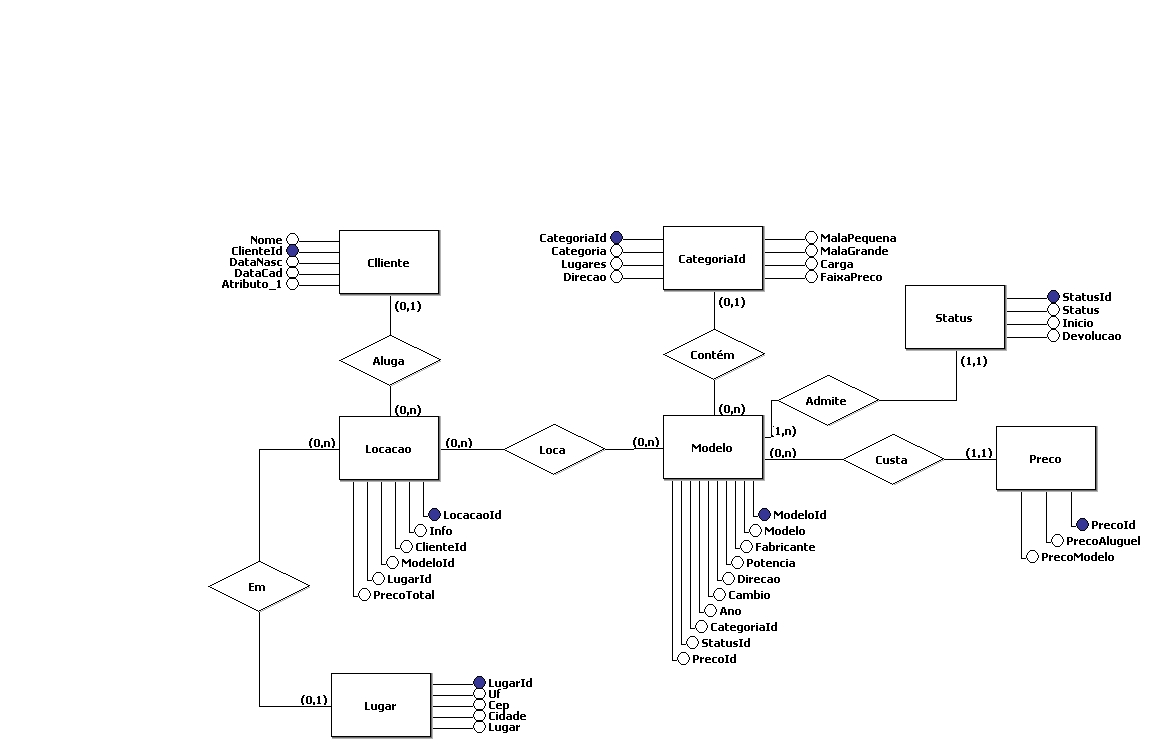 Nome
ClienteId
DataNasc
DataCad
Atributo_1
Clliente
(0,1)
Aluga
(0,n)
CategoriaId
Categoria
Lugares
Direcao
CategoriaId
MalaPequena
MalaGrande
Carga
FaixaPreco
(0,1)
Contém
(0,n)
Status
StatusId
Status
Inicio
Devolucao
(1,1)
Admite
(1,n)
(0,n)
Locacao
(0,n)
Loca
(0,n)
Modelo
(0,n)
Custa
(1,1)
Preco
LocacaoId
Info
ClienteId
ModeloId
LugarId
PrecoTotal
ModeloId
Modelo
Fabricante
Potencia
Direcao
Cambio
Ano
CategoriaId
StatusId
PrecoId
PrecoId
PrecoAluguel
PrecoModelo
Em
(0,1)
Lugar
LugarId
Uf
Cep
Cidade
Lugar